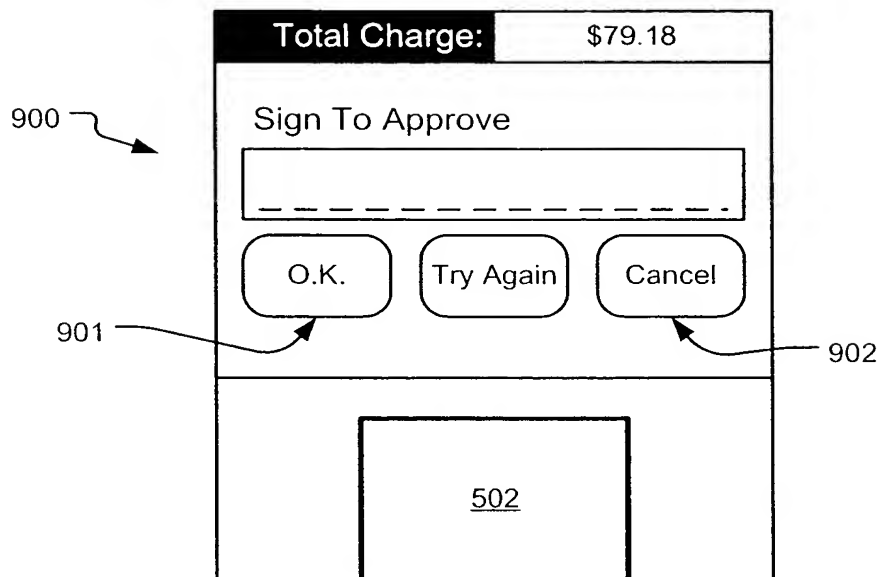 Total Charge: $79.18
900
Sign To Approve
O.K. Try Again Cancel
901
902
502